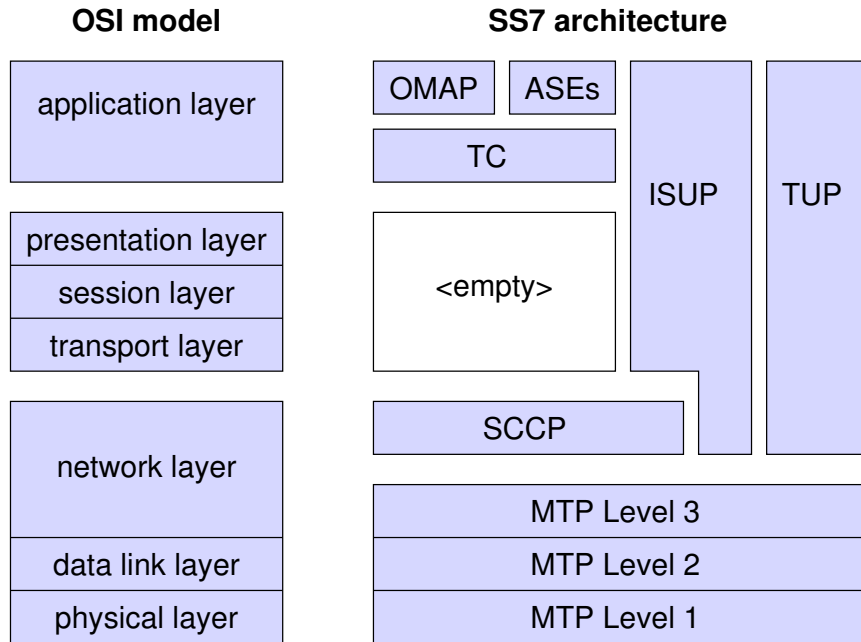 OSI model
SS7 architecture
application layer
presentation layer
session layer
transport layer
network layer
data link layer
physical layer
OMAP
ASEs
TC
ISUP
TUP
<empty>
SCCP
MTP Level 3
MTP Level 2
MTP Level 1